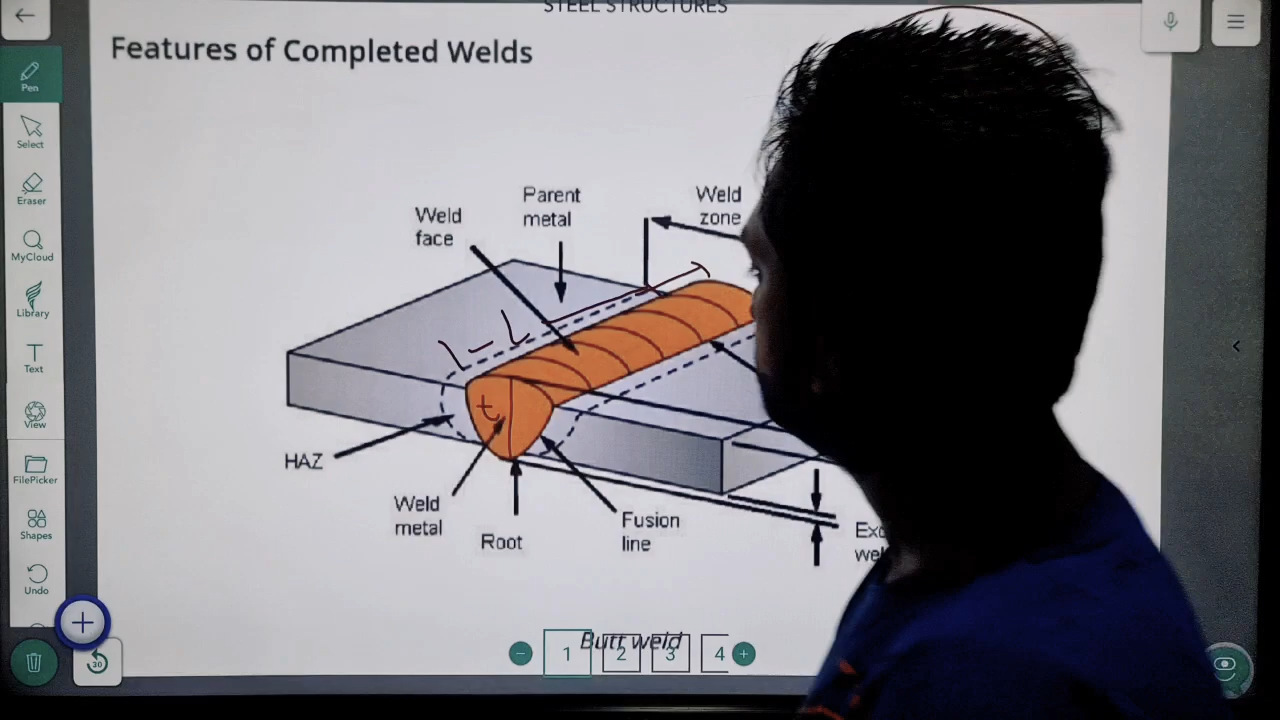 STEEL STRUCTURES
Features of Completed Welds
Pen
Select
Eraser
MyCloud
Library
Text
View
FilePicker
Shapes
Undo
30
Parent
metal
Weld
zone
Weld
face
L
t
HAZ
Weld
metal
Root
Fusion
line
Butt weld
1 2 3 4